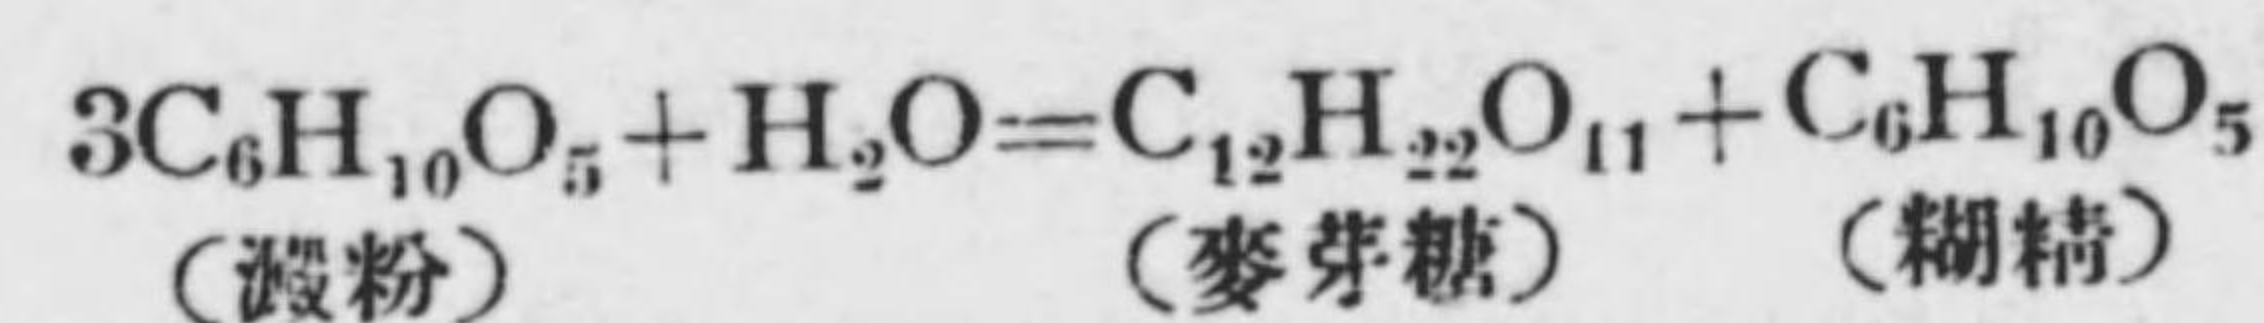 3C₆H₁₀O₅+H₂O=C₁₂H₂₂O₁₁+C₆H₁₀O₅
(澱粉) (麥芽糖) (糊精)